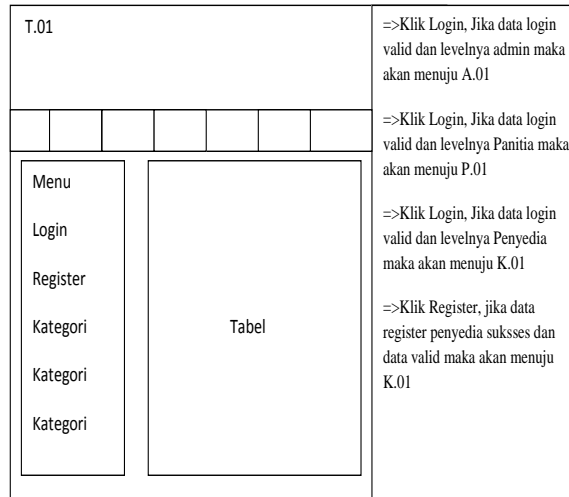 T.01
Menu
Login
Register
Kategori
Kategori
Kategori
Tabel
=>Klik Login, Jika data login
valid dan levelnya admin maka
akan menuju A.01
=>Klik Login, Jika data login
valid dan levelnya Panitia maka
akan menuju P.01
=>Klik Login, Jika data login
valid dan levelnya Penyedia
maka akan menuju K.01
=>Klik Register, jika data
register penyedia suksses dan
data valid maka akan menuju
K.01